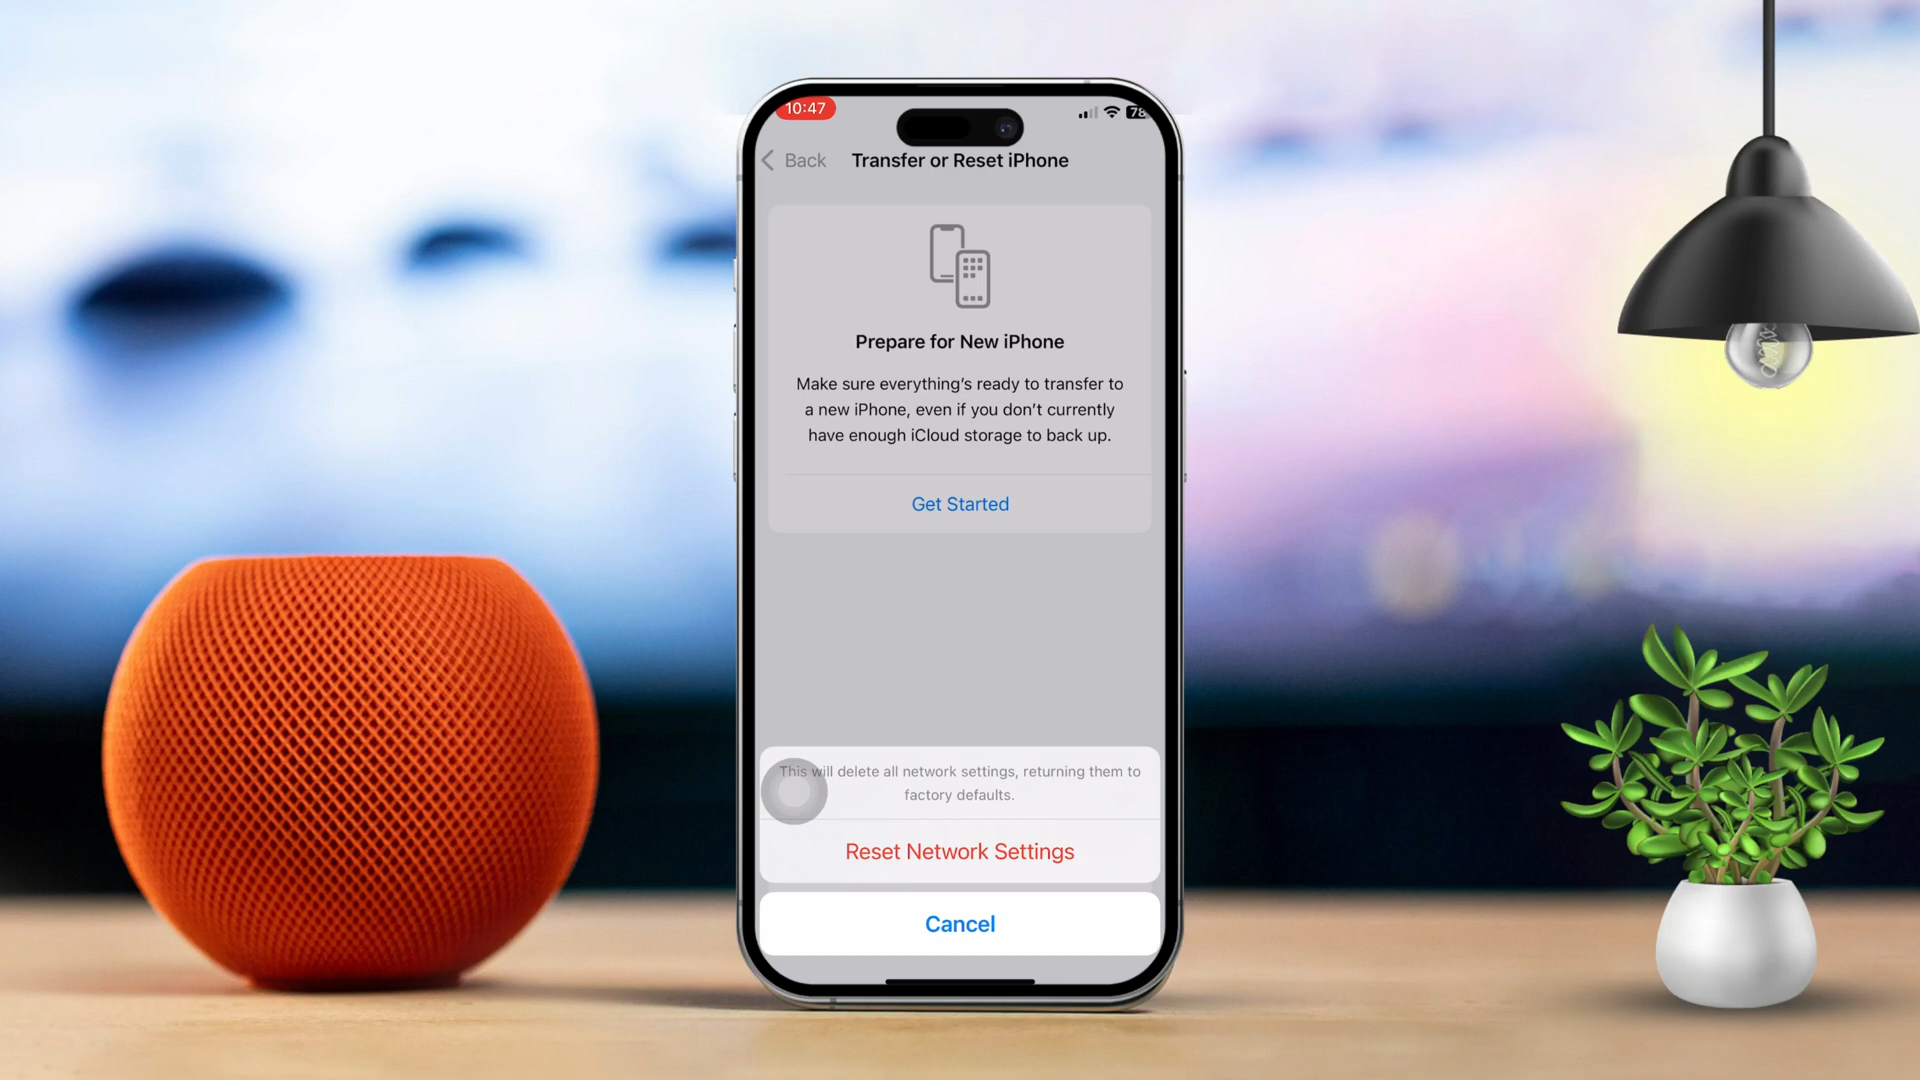 10:47
78
Back
Transfer or Reset iPhone
Prepare for New iPhone
Make sure everything's ready to transfer to
a new iPhone, even if you don't currently
have enough iCloud storage to back up.
Get Started
This will delete all network settings, returning them to
factory defaults.
Reset Network Settings
Cancel